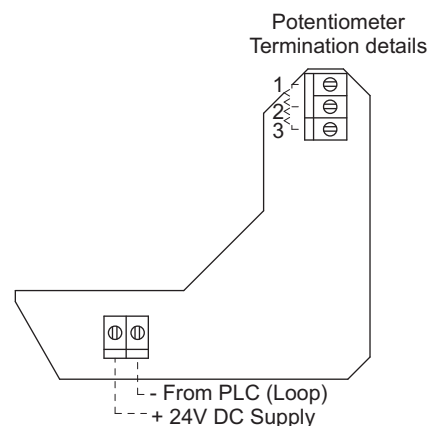 Potentiometer
Termination details
1
2
3
- From PLC (Loop)
+ 24V DC Supply